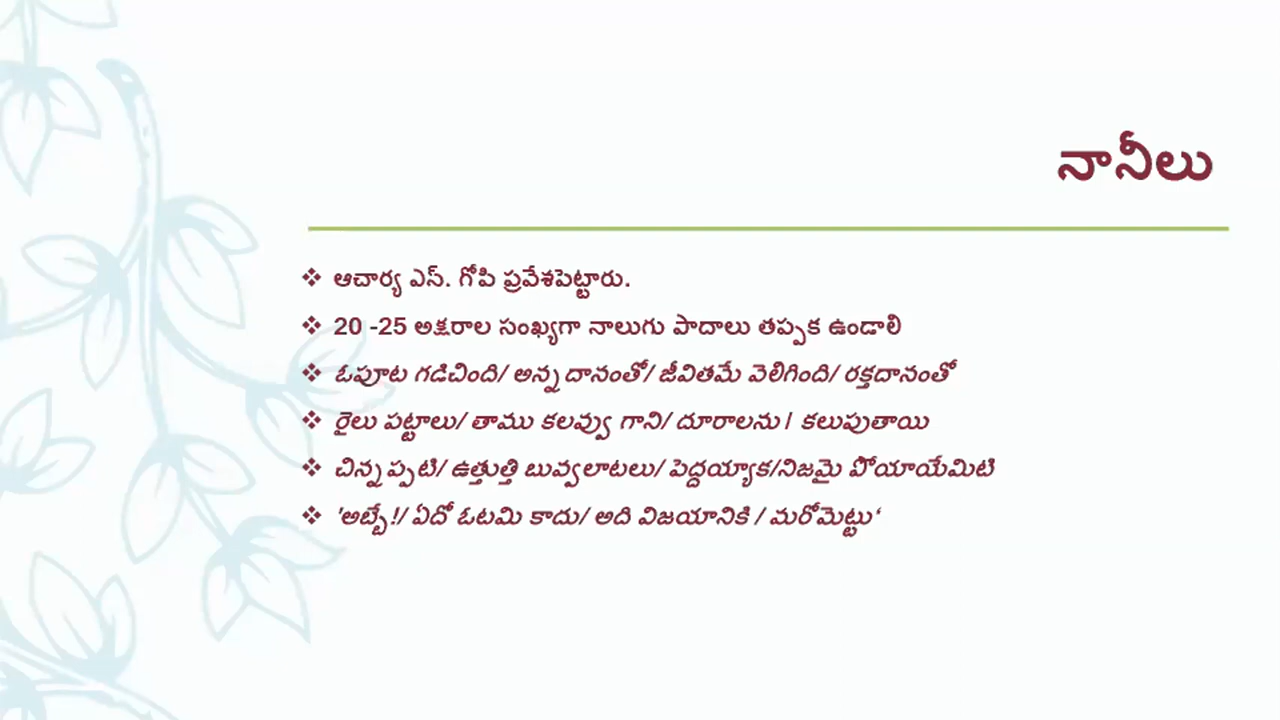 నానీలు
❖ ఆచార్య ఎస్. గోపి ప్రవేశపెట్టారు.
❖ 20 -25 అక్షరాల సంఖ్యగా నాలుగు పాదాలు తప్పక ఉండాలి
❖ ఓపూట గడిచింది/ అన్నదానంతో/ జీవితమే వెలిగింది/ రక్తదానంతో
❖ రైలు పట్టాలు/ తాము కలవ్వు గాని/ దూరాలను/ కలుపుతాయి
❖ చిన్నప్పటి/ ఉత్తుత్తి బువ్వలాటలు/ పెద్దయ్యాక/నిజమై పోయాయేమిటి
❖ 'అబ్బే!/ ఏదో ఓటమి కాదు/ అది విజయానికి / మరోమెట్టు‘